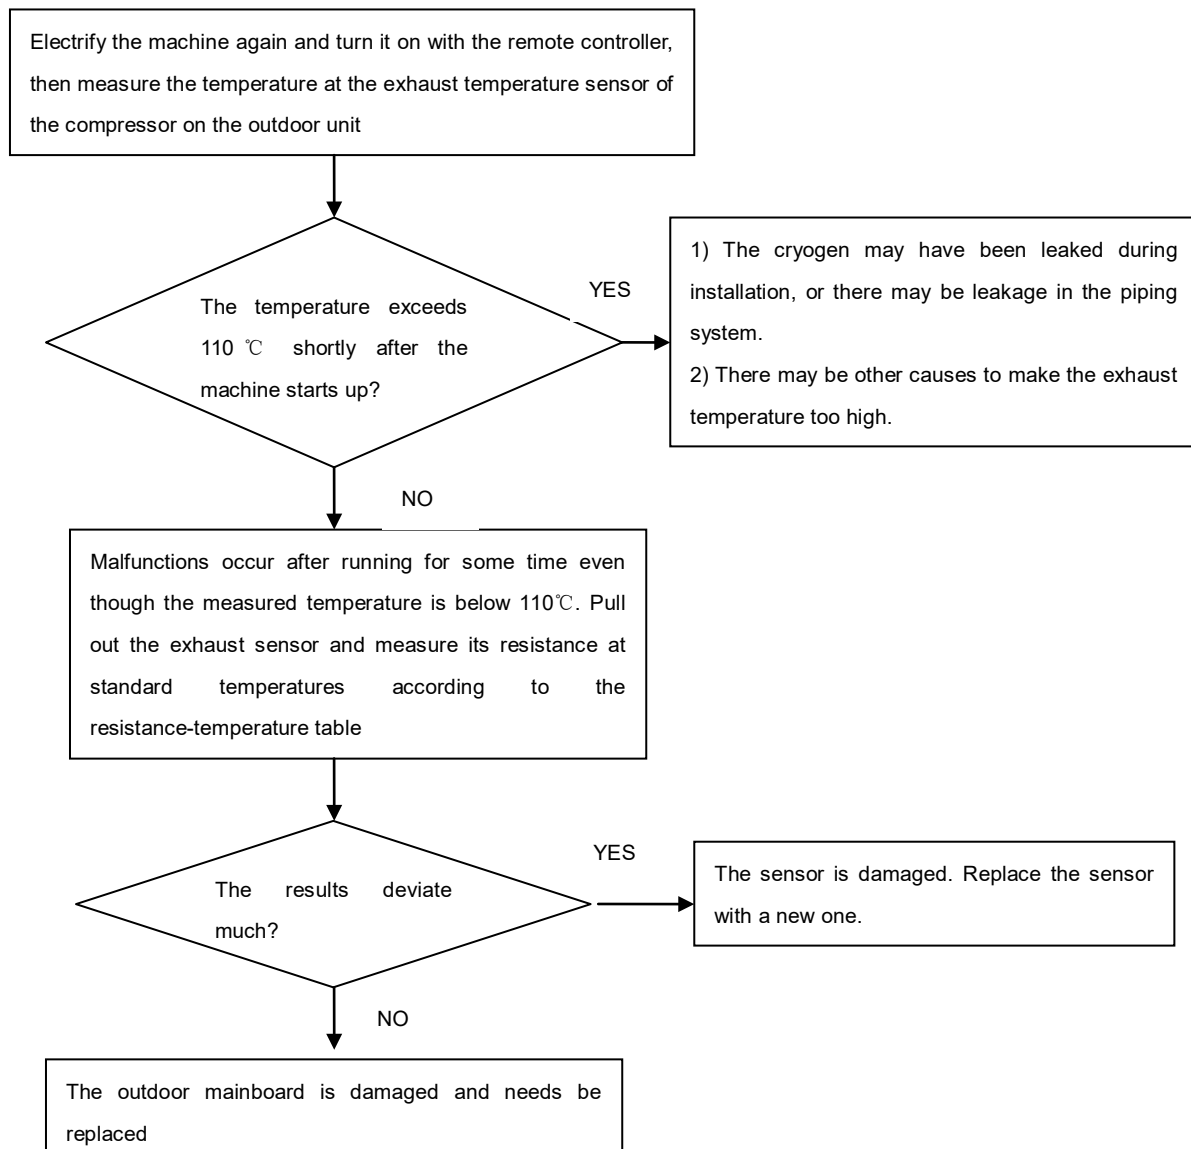 Electrify the machine again and turn it on with the remote controller,
then measure the temperature at the exhaust temperature sensor of
the compressor on the outdoor unit
The temperature exceeds
110 ℃ shortly after the
machine starts up?
YES
1) The cryogen may have been leaked during
installation, or there may be leakage in the piping
system.
2) There may be other causes to make the exhaust
temperature too high.
NO
Malfunctions occur after running for some time even
though the measured temperature is below 110℃. Pull
out the exhaust sensor and measure its resistance at
standard temperatures according to the
resistance-temperature table
The results deviate
much?
YES
The sensor is damaged. Replace the sensor
with a new one.
NO
The outdoor mainboard is damaged and needs be
replaced